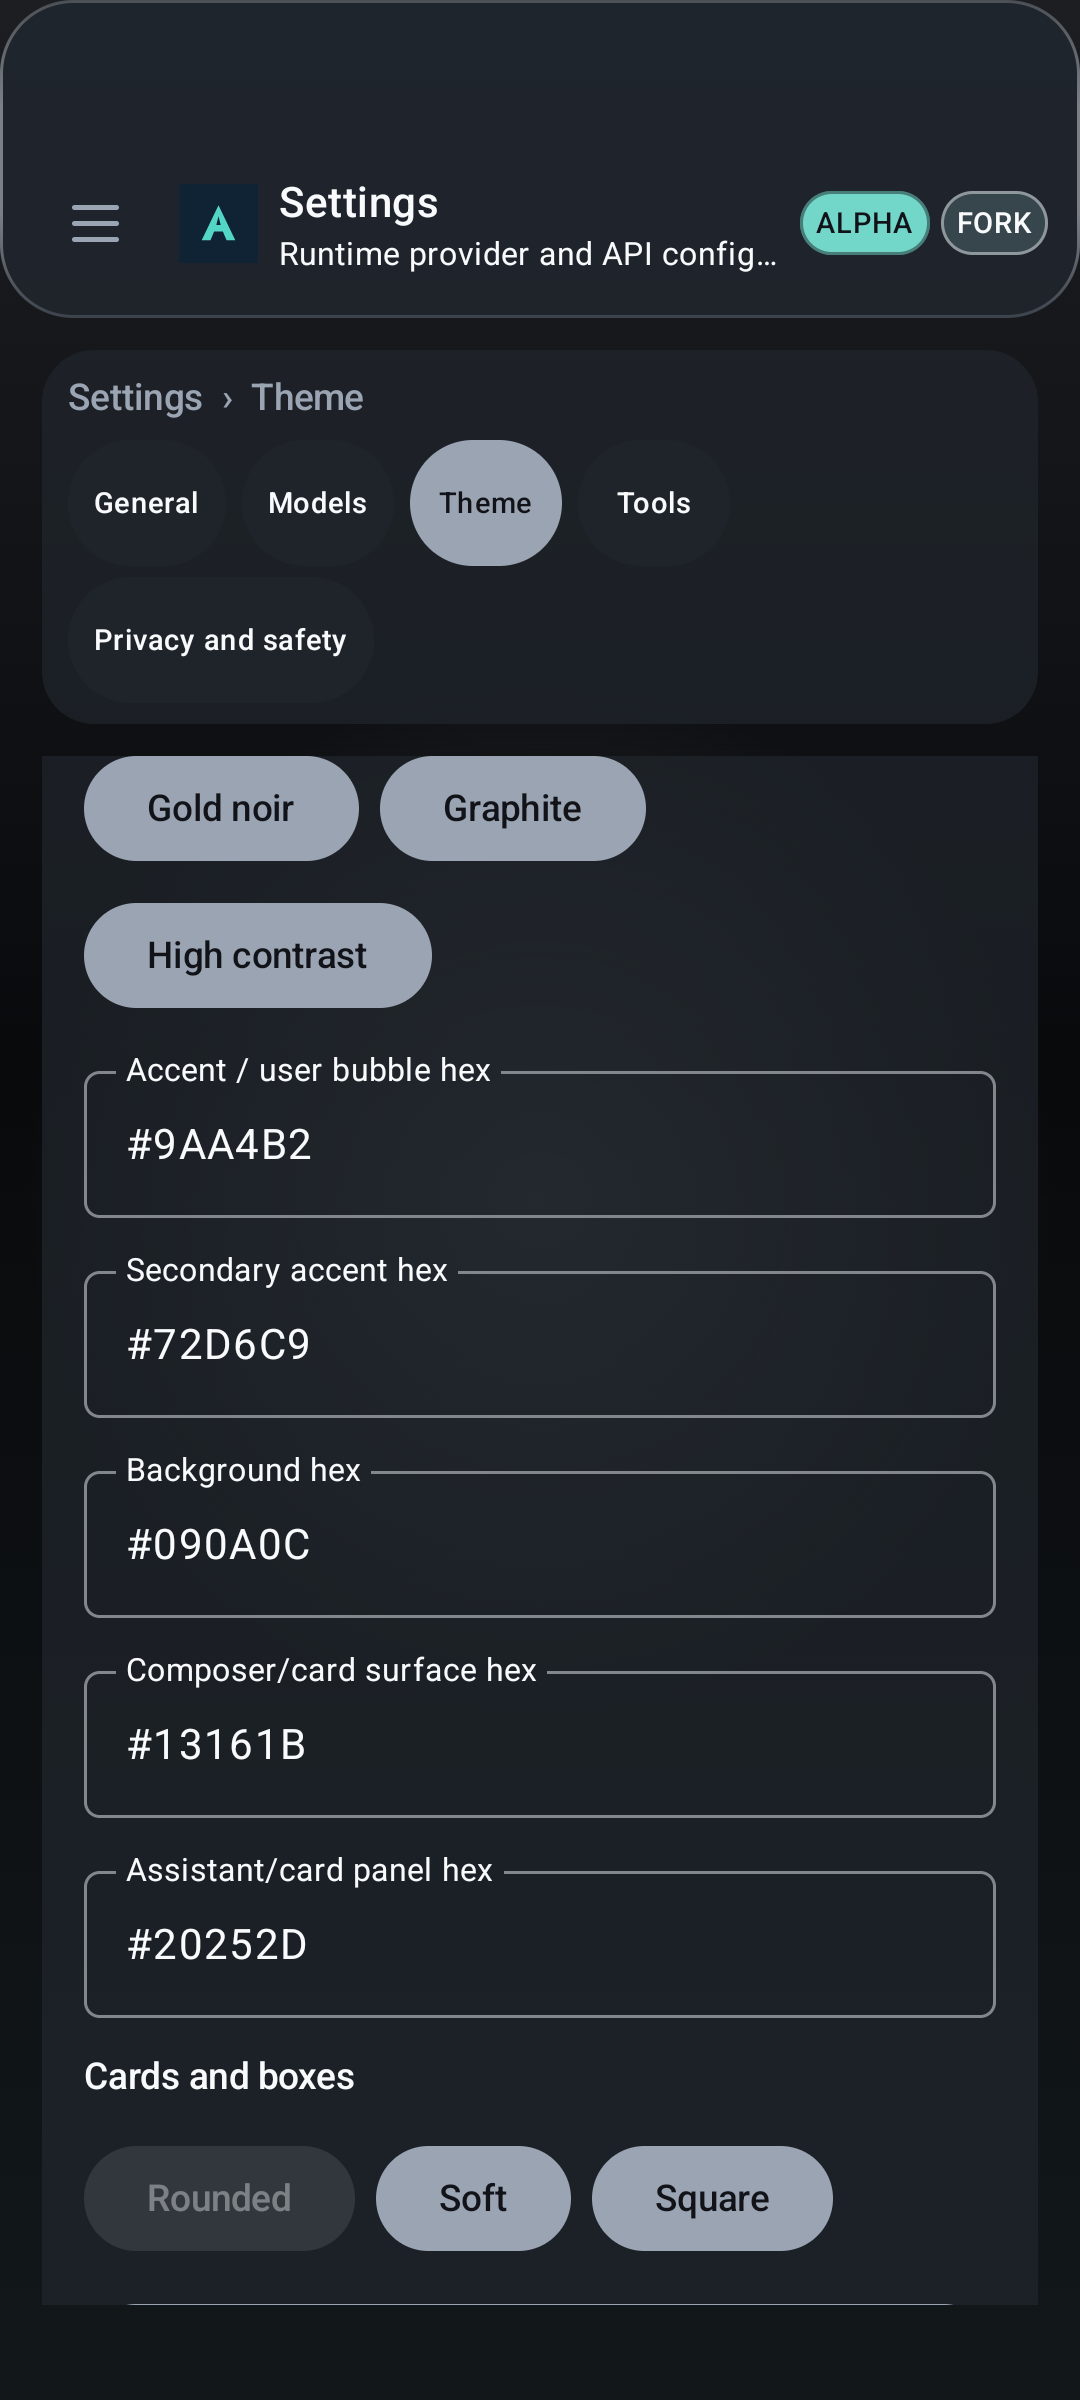 Settings
Runtime provider and API config…
ALPHA
FORK
Settings › Theme
General
Models
Theme
Tools
Privacy and safety
Gold noir
Graphite
High contrast
Accent / user bubble hex
#9AA4B2
Secondary accent hex
#72D6C9
Background hex
#090A0C
Composer/card surface hex
#13161B
Assistant/card panel hex
#20252D
Cards and boxes
Rounded
Soft
Square